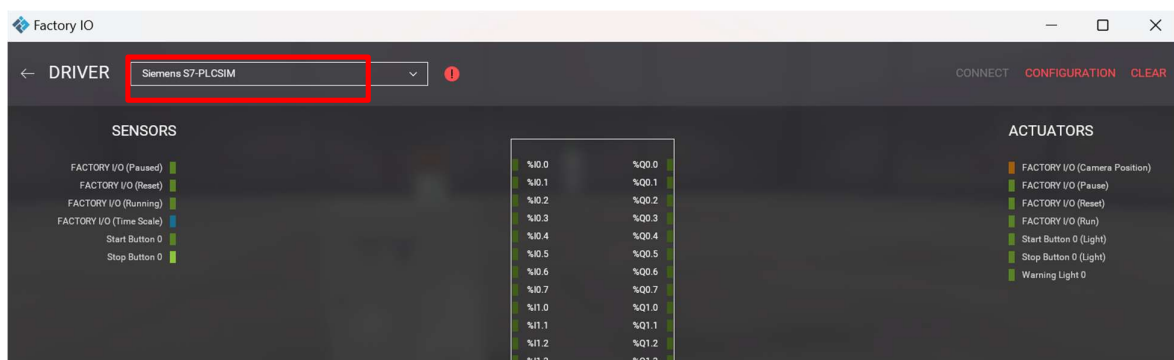 Factory IO
DRIVER Siemens S7-PLCSIM CONNECT CONFIGURATION CLEAR
SENSORS
FACTORY I/O (Paused)
FACTORY I/O (Reset)
FACTORY I/O (Running)
FACTORY I/O (Time Scale)
Start Button 0
Stop Button 0
%I0.0 %Q0.0
%I0.1 %Q0.1
%I0.2 %Q0.2
%I0.3 %Q0.3
%I0.4 %Q0.4
%I0.5 %Q0.5
%I0.6 %Q0.6
%I0.7 %Q0.7
%I1.0 %Q1.0
%I1.1 %Q1.1
%I1.2 %Q1.2
ACTUATORS
FACTORY I/O (Camera Position)
FACTORY I/O (Pause)
FACTORY I/O (Reset)
FACTORY I/O (Run)
Start Button 0 (Light)
Stop Button 0 (Light)
Warning Light 0